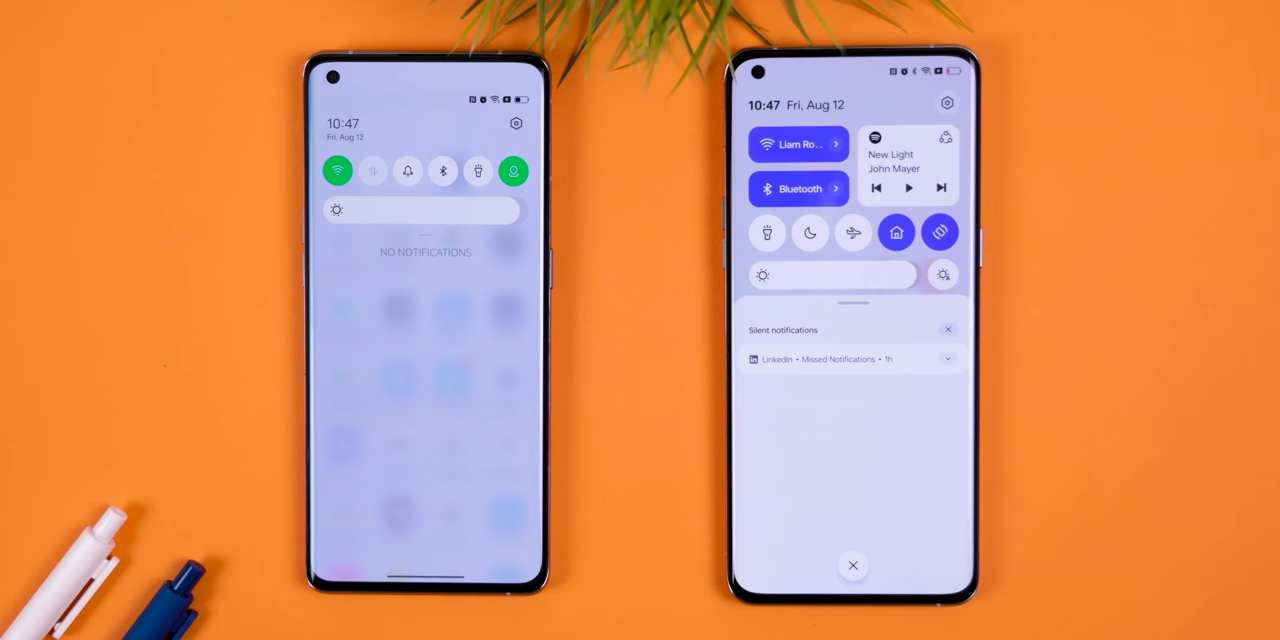 10:47
Fri, Aug 12
NO NOTIFICATIONS
10:47 Fri, Aug 12
Liam Ro..
Bluetooth
New Light
John Mayer
Silent notifications
in LinkedIn • Missed Notifications • 1h